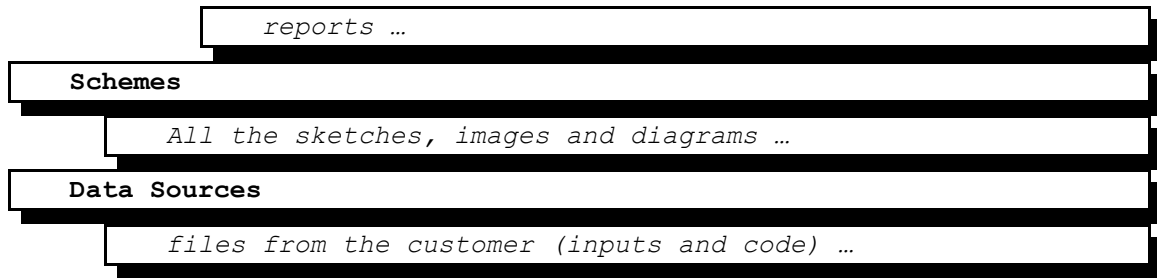 reports …
Schemes
All the sketches, images and diagrams …
Data Sources
files from the customer (inputs and code) …